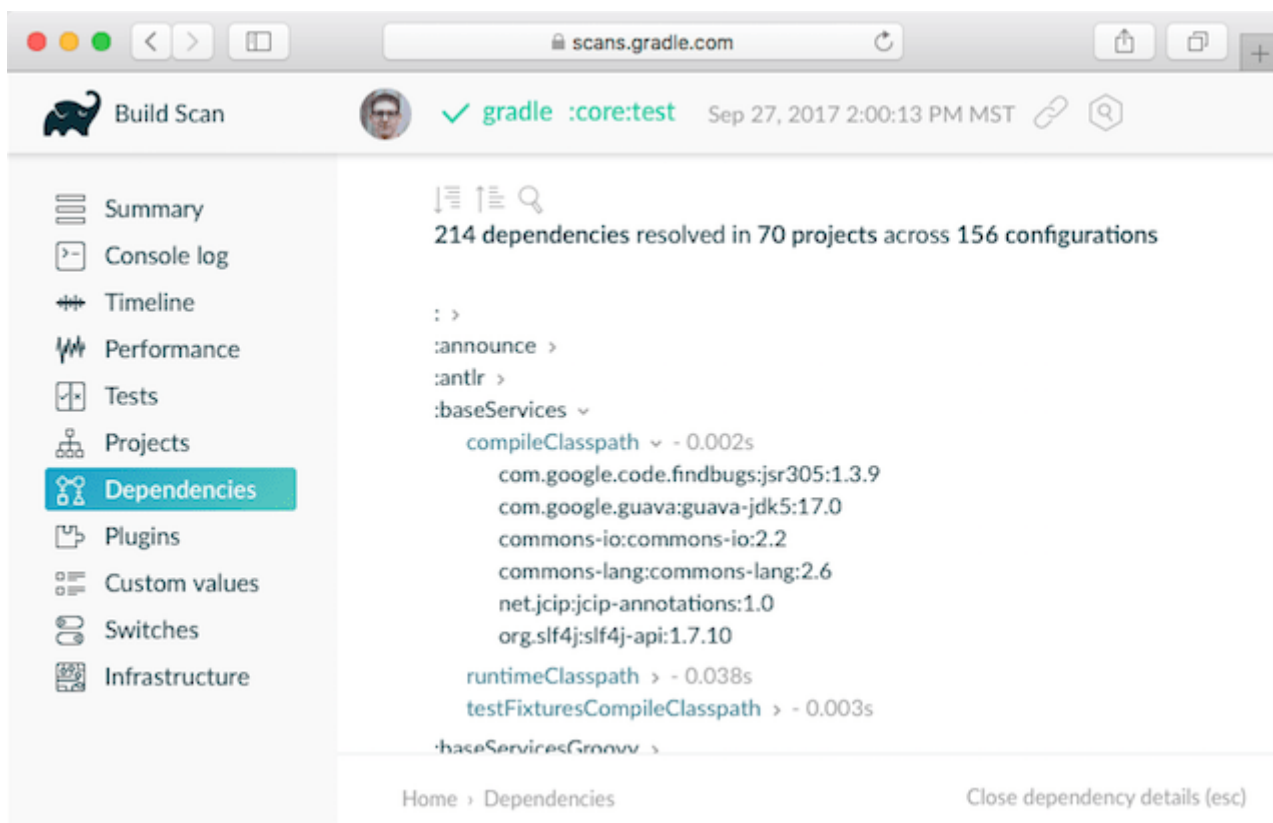 scans.gradle.com
Build Scan
gradle :core:test Sep 27, 2017 2:00:13 PM MST
Summary
Console log
Timeline
Performance
Tests
Projects
Dependencies
Plugins
Custom values
Switches
Infrastructure
214 dependencies resolved in 70 projects across 156 configurations
: >
:announce >
:antlr >
:baseServices
compileClasspath - 0.002s
com.google.code.findbugs:jsr305:1.3.9
com.google.guava:guava-jdk5:17.0
commons-io:commons-io:2.2
commons-lang:commons-lang:2.6
net.jcip:jcip-annotations:1.0
org.slf4j:slf4j-api:1.7.10
runtimeClasspath > - 0.038s
testFixturesCompileClasspath > - 0.003s
:baseServicesGroovy >
Home > Dependencies
Close dependency details (esc)